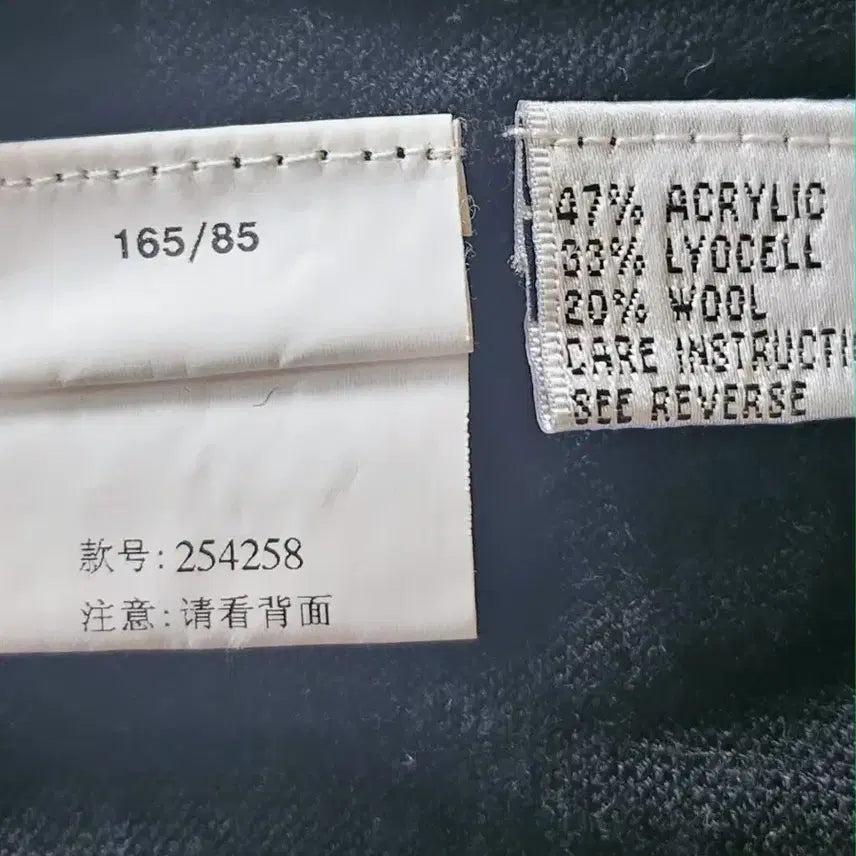 165/85
款号: 254258
注意: 请看背面
47% ACRYLIC
33% LYOCELL
20% WOOL
CARE INSTRUCTI
SEE REVERSE